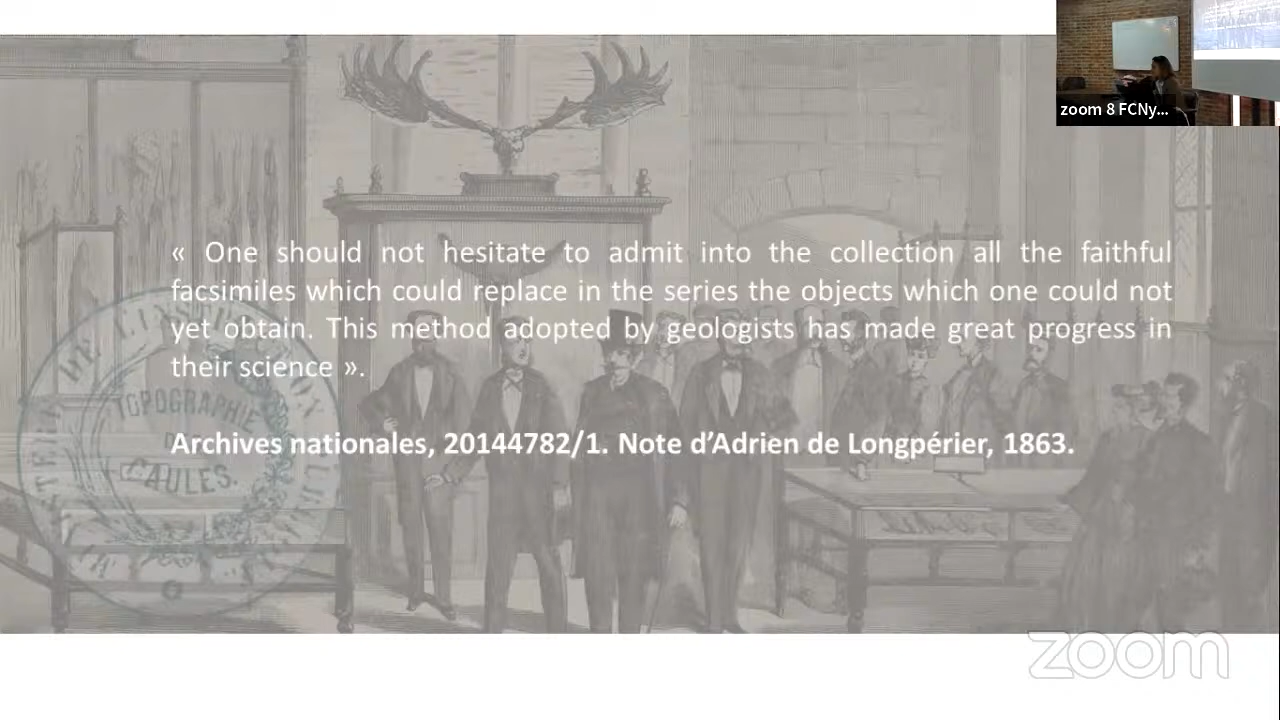 zoom 8 FCNy...
« One should not hesitate to admit into the collection all the faithful
facsimiles which could replace in the series the objects which one could not
yet obtain. This method adopted by geologists has made great progress in
their science ».
TOPOGRAPHIE
GAULES.
Archives nationales, 20144782/1. Note d’Adrien de Longpérier, 1863.
zoom